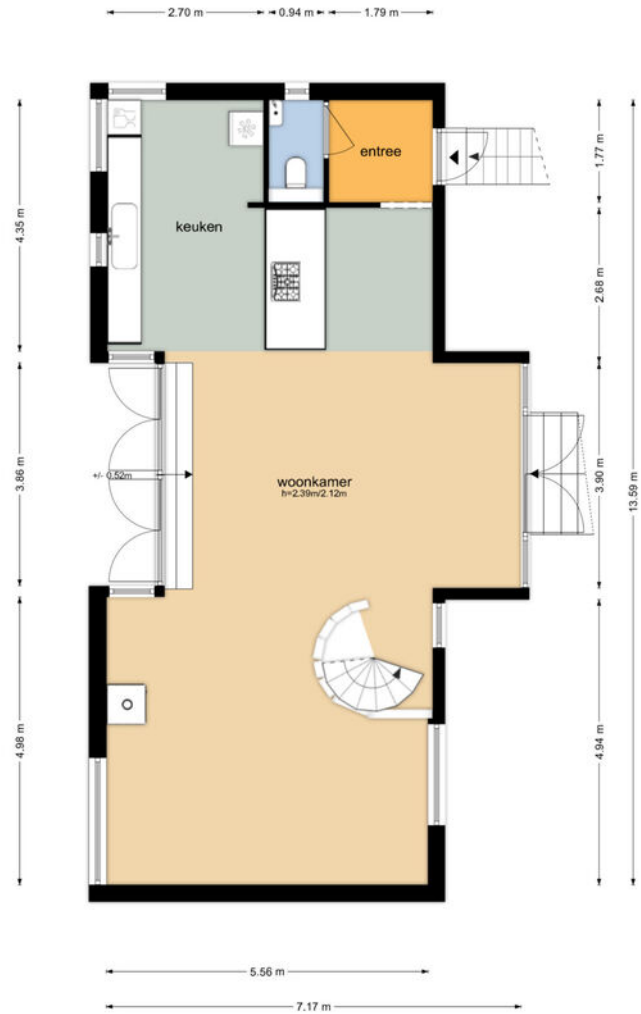 2.70 m
0.94 m
1.79 m
entree
1.77 m
keuken
4.35 m
2.68 m
3.86 m
+/- 0.52m
woonkamer
h=2.39m/2.12m
3.90 m
13.59 m
4.98 m
4.94 m
5.56 m
7.17 m